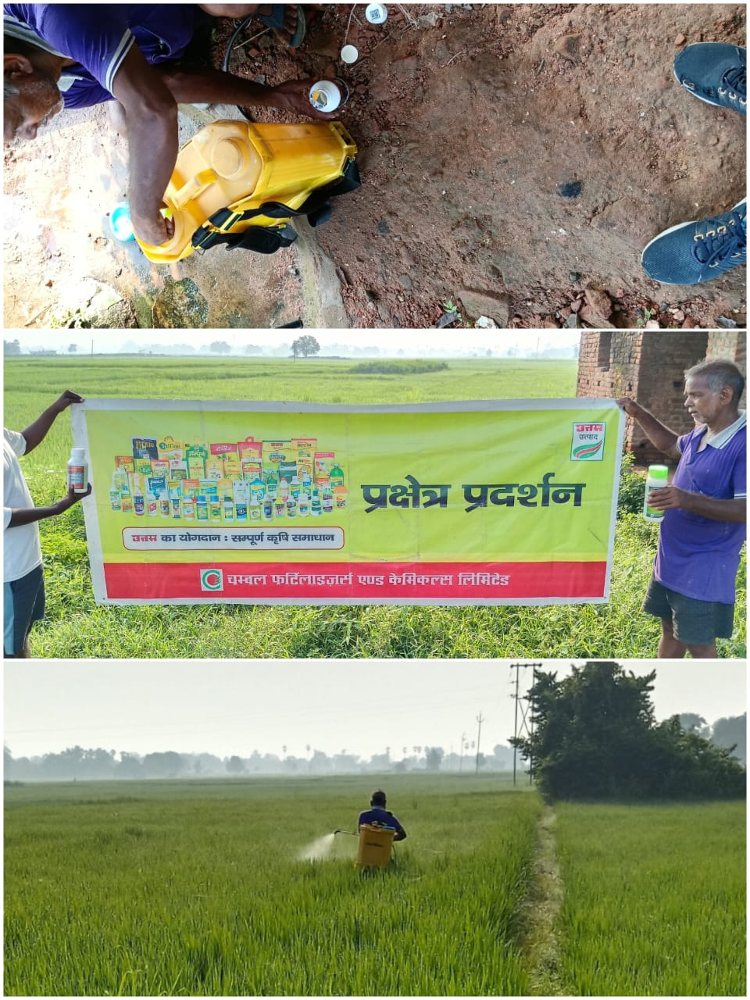 उत्तम
उत्पाद
प्रक्षेत्र प्रदर्शन
उत्तम का योगदान : सम्पूर्ण कृषि समाधान
चम्बल फर्टिलाइज़र्स एण्ड केमिकल्स लिमिटेड